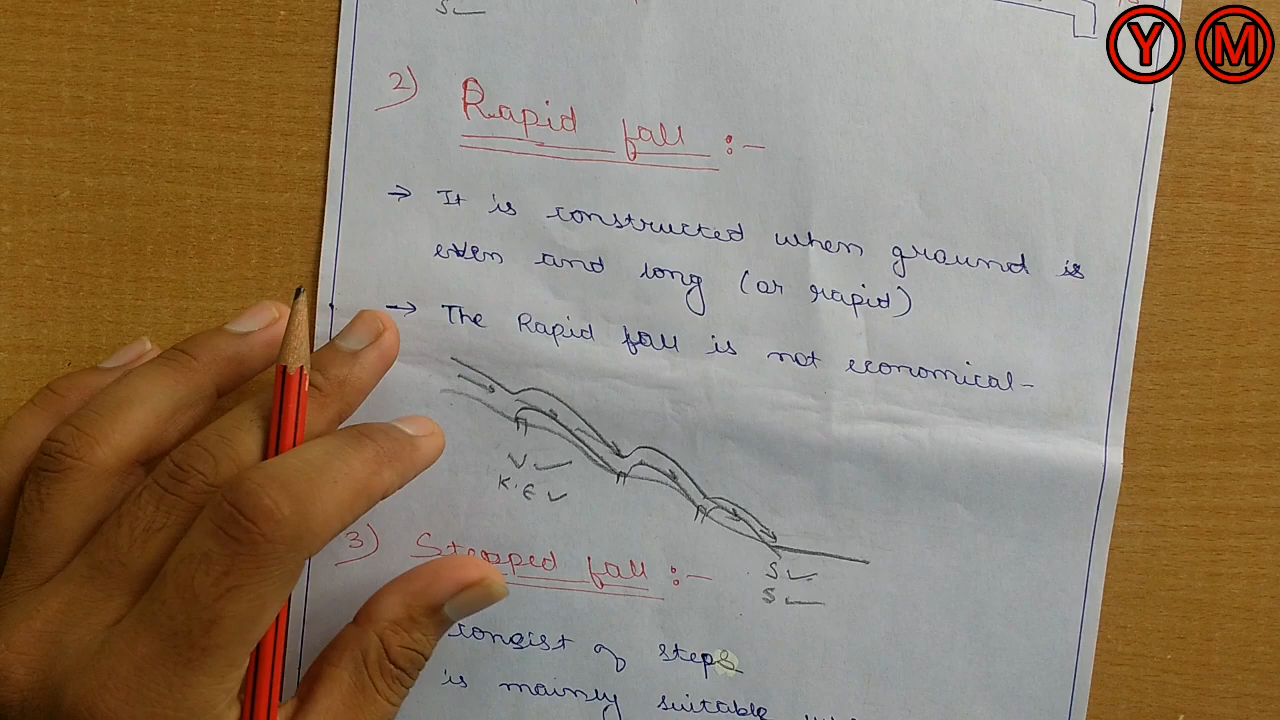 S
Y M
2) Rapid fall :-
→ It is constructed when ground is
even and long (or rapid)
→ The Rapid fall is not economical-
V
K.E
3) Stepped fall :-
S
S
consist of steps
is mainly suitable